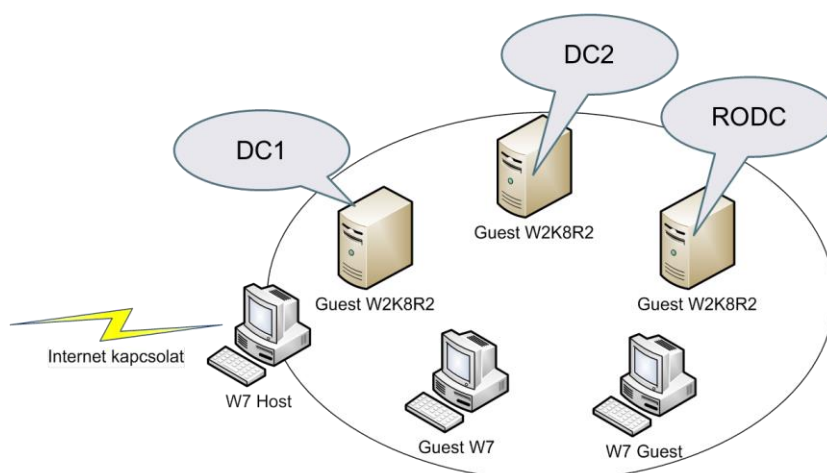 DC2
RODC
DC1
Guest W2K8R2
Guest W2K8R2
Guest W2K8R2
Internet kapcsolat
W7 Host
Guest W7
W7 Guest